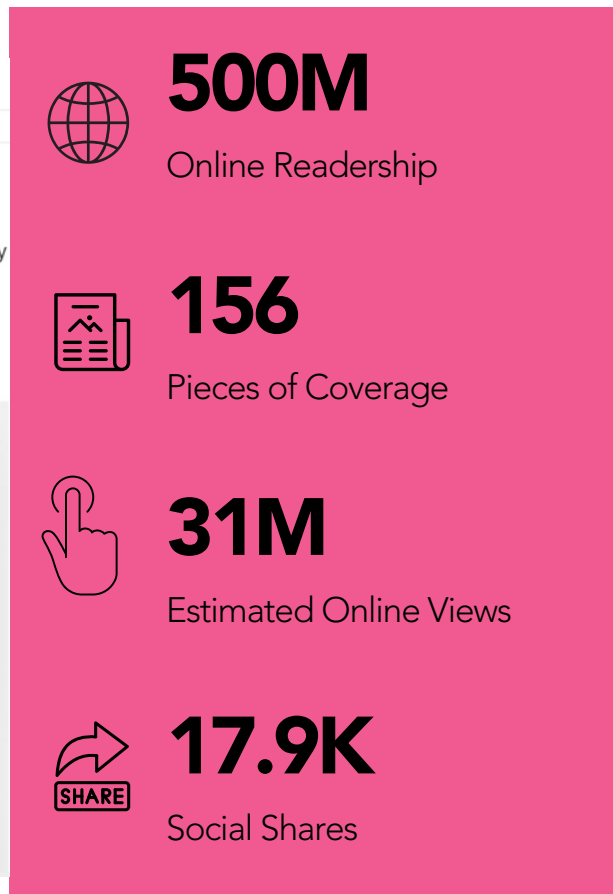 500M
Online Readership
y
156
Pieces of Coverage
31M
Estimated Online Views
17.9K
SHARE
Social Shares